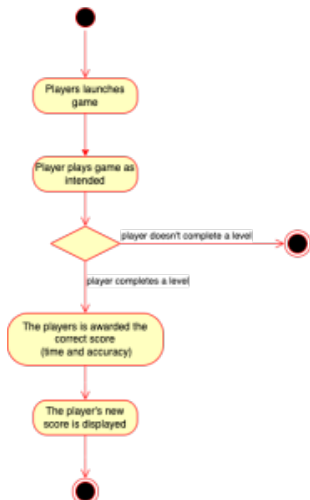 Players launches
game
Player plays game as
intended
player doesn't complete a level
player completes a level
The players is awarded the
correct score
(time and accuracy)
The player's new
score is displayed